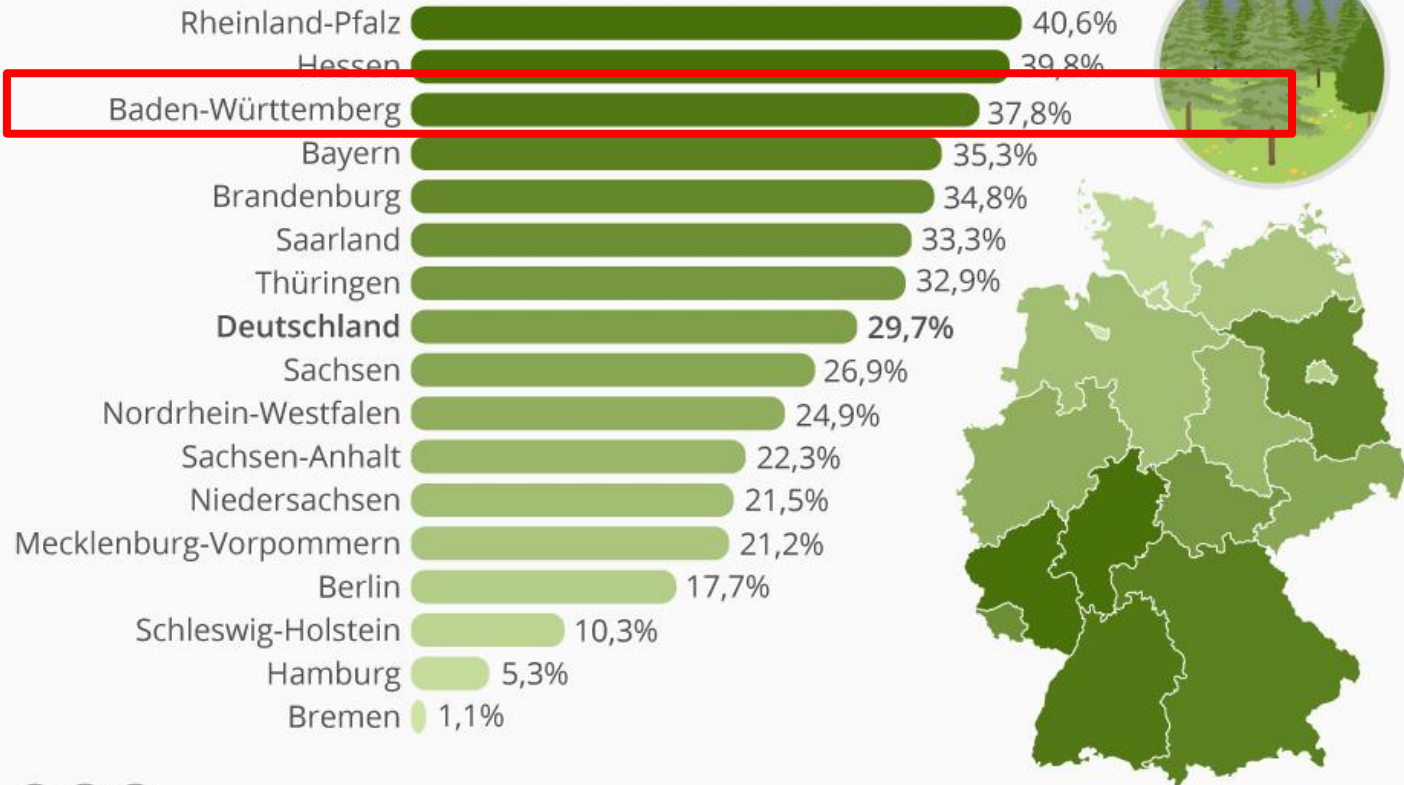 Rheinland-Pfalz 40,6%
Hessen 39,8%
Baden-Württemberg 37,8%
Bayern 35,3%
Brandenburg 34,8%
Saarland 33,3%
Thüringen 32,9%
Deutschland 29,7%
Sachsen 26,9%
Nordrhein-Westfalen 24,9%
Sachsen-Anhalt 22,3%
Niedersachsen 21,5%
Mecklenburg-Vorpommern 21,2%
Berlin 17,7%
Schleswig-Holstein 10,3%
Hamburg 5,3%
Bremen 1,1%